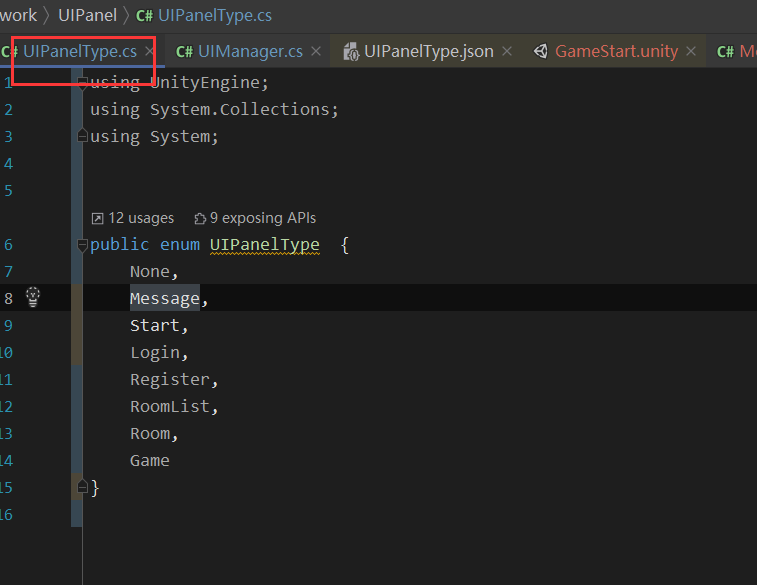 work > UIPanel > C# UIPanelType.cs
C# UIPanelType.cs × C# UIManager.cs × UIPanelType.json × GameStart.unity × C# M
1 using UnityEngine;
2 using System.Collections;
3 using System;
4
5
12 usages 9 exposing APIs
6 public enum UIPanelType {
7 None,
8 Message,
9 Start,
10 Login,
11 Register,
12 RoomList,
13 Room,
14 Game
15 }
16